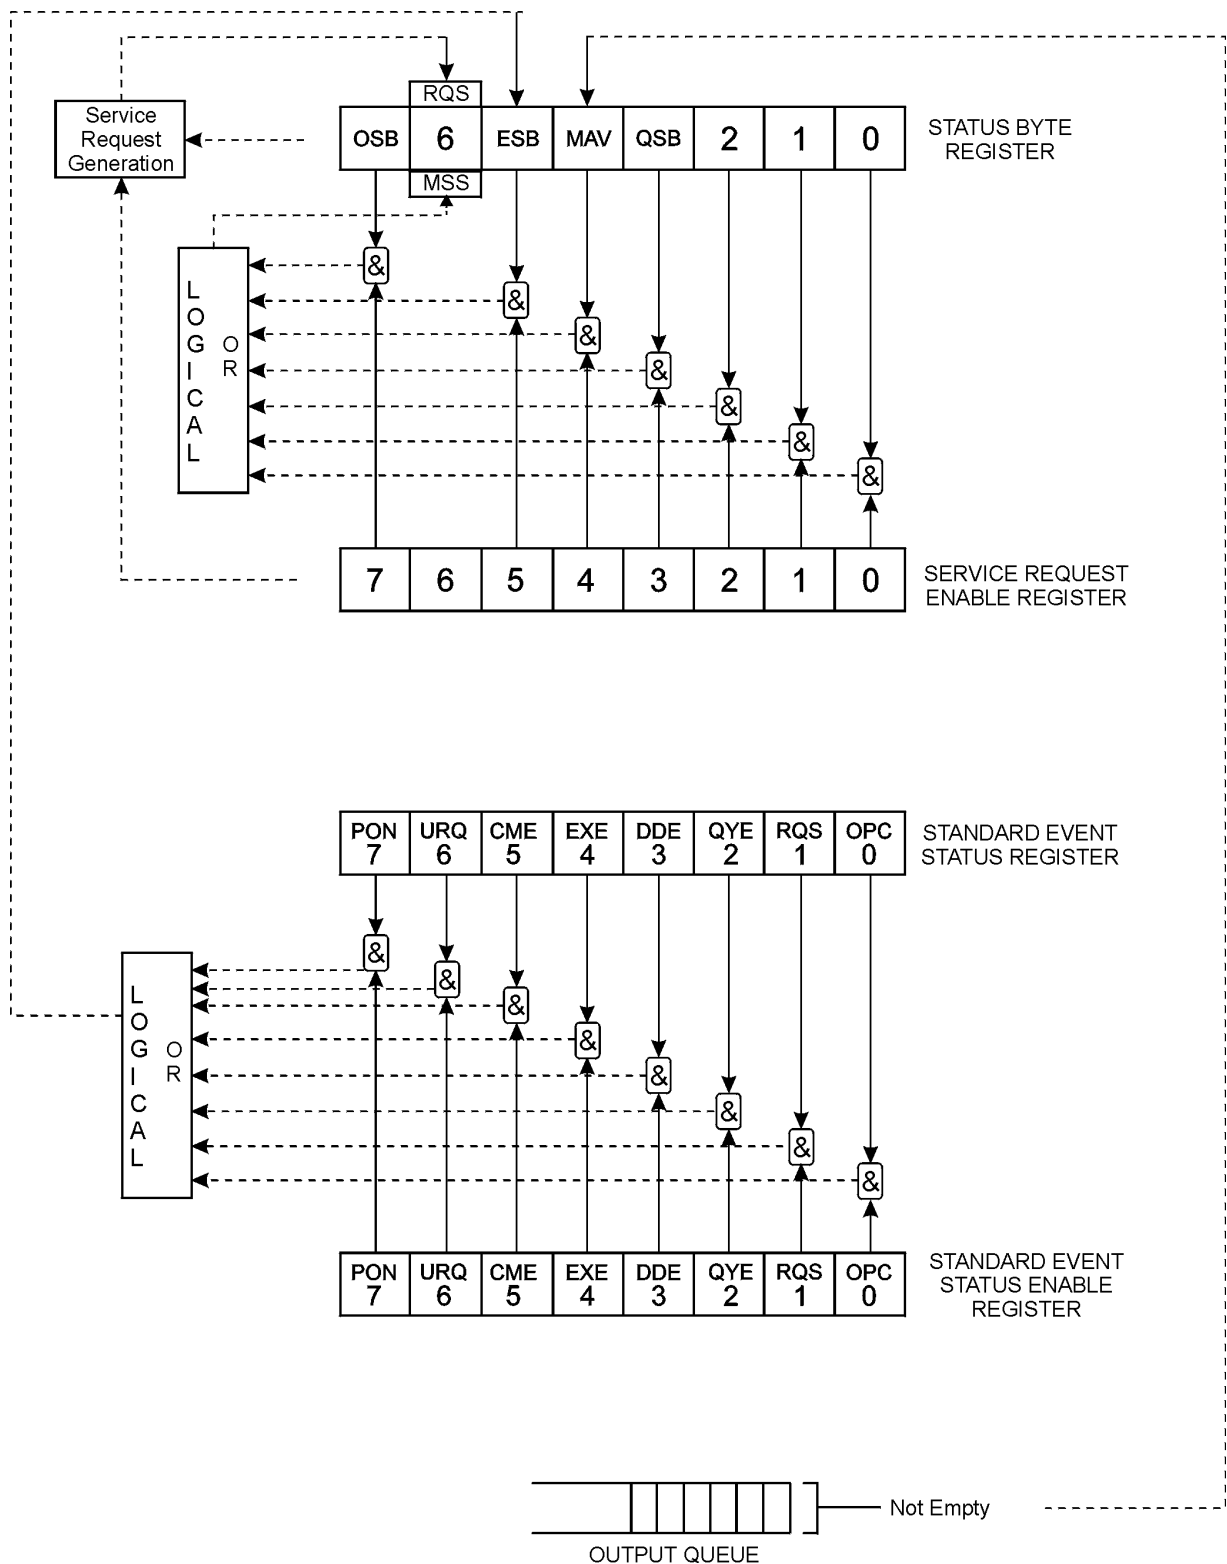 RQS
Service
Request
Generation
OSB 6 ESB MAV QSB 2 1 0
STATUS BYTE
REGISTER
MSS
&
&
&
&
&
&
&
LOGICAL
OR
7 6 5 4 3 2 1 0
SERVICE REQUEST
ENABLE REGISTER
PON URQ CME EXE DDE QYE RQS OPC
7 6 5 4 3 2 1 0
STANDARD EVENT
STATUS REGISTER
&
&
&
&
&
&
&
&
LOGICAL
OR
PON URQ CME EXE DDE QYE RQS OPC
7 6 5 4 3 2 1 0
STANDARD EVENT
STATUS ENABLE
REGISTER
Not Empty
OUTPUT QUEUE